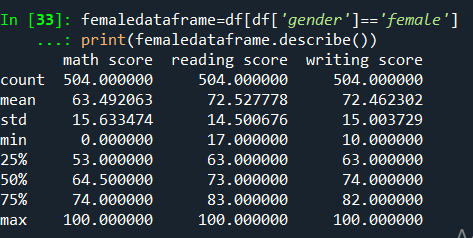 In [33]: femaledataframe=df[df['gender']=='female']
...: print(femaledataframe.describe())
math score reading score writing score
count 504.000000 504.000000 504.000000
mean 63.492063 72.527778 72.462302
std 15.633474 14.500676 15.003729
min 0.000000 17.000000 10.000000
25% 53.000000 63.000000 63.000000
50% 64.500000 73.000000 74.000000
75% 74.000000 83.000000 82.000000
max 100.000000 100.000000 100.000000